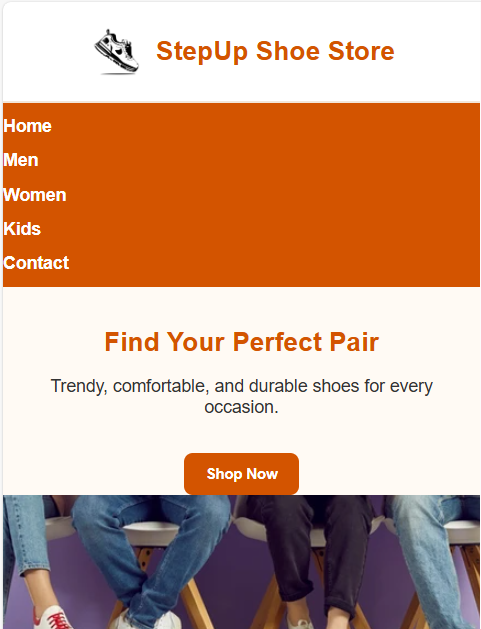 StepUp Shoe Store
Home
Men
Women
Kids
Contact
Find Your Perfect Pair
Trendy, comfortable, and durable shoes for every
occasion.
Shop Now